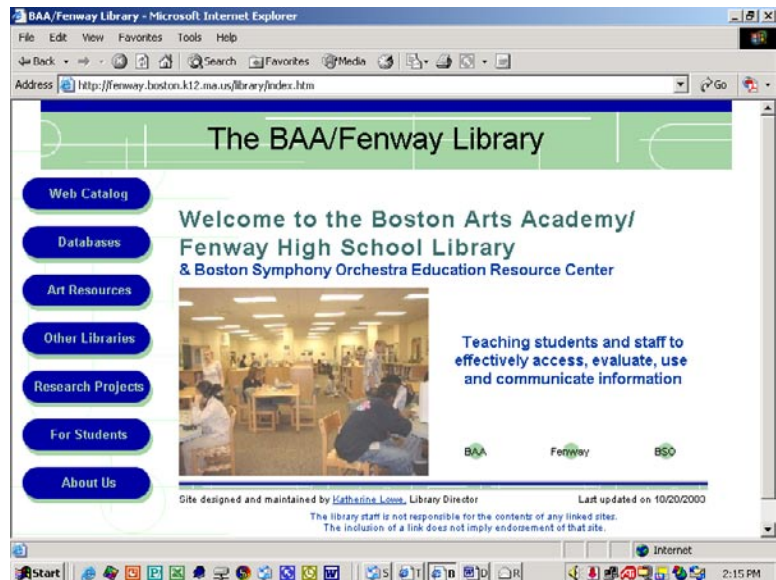 BAA/Fenway Library - Microsoft Internet Explorer
File Edit View Favorites Tools Help
Back Search Favorites Media
Address http://fenway.boston.k12.ma.us/library/index.htm Go
The BAA/Fenway Library
Web Catalog
Databases
Art Resources
Other Libraries
Research Projects
For Students
About Us
Welcome to the Boston Arts Academy/
Fenway High School Library
& Boston Symphony Orchestra Education Resource Center
Teaching students and staff to
effectively access, evaluate, use
and communicate information
BAA Fenway BSO
Site designed and maintained by Katherine Lowe, Library Director Last updated on 10/20/2003
The library staff is not responsible for the contents of any linked sites.
The inclusion of a link does not imply endorsement of that site.
Internet
Start S T B D R 2:15 PM